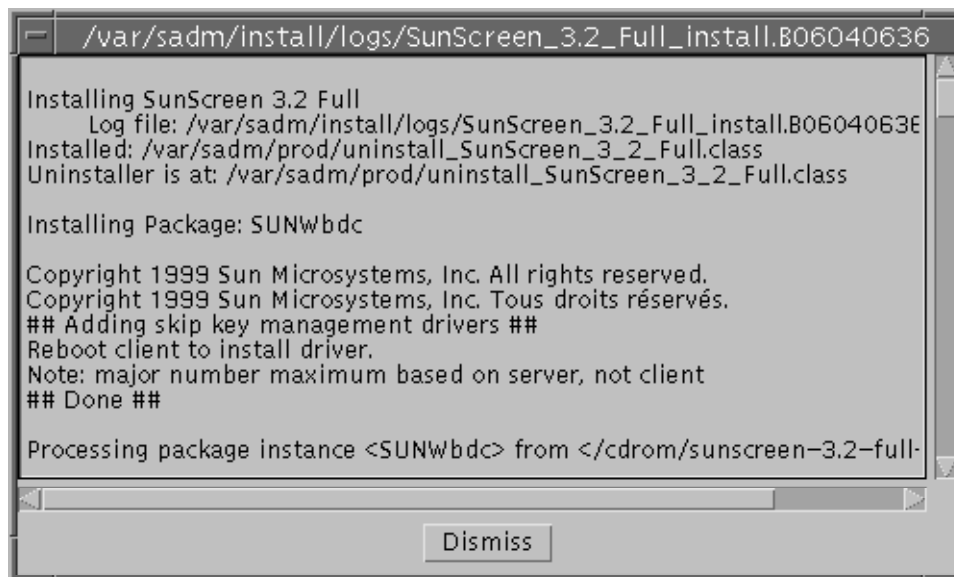 /var/sadm/install/logs/SunScreen_3.2_Full_install.B06040636
Installing SunScreen 3.2 Full
Log file: /var/sadm/install/logs/SunScreen_3.2_Full_install.B0604063
Installed: /var/sadm/prod/uninstall_SunScreen_3_2_Full.class
Uninstaller is at: /var/sadm/prod/uninstall_SunScreen_3_2_Full.class
Installing Package: SUNWbdc
Copyright 1999 Sun Microsystems, Inc. All rights reserved.
Copyright 1999 Sun Microsystems, Inc. Tous droits réservés.
## Adding skip key management drivers ##
Reboot client to install driver.
Note: major number maximum based on server, not client
## Done ##
Processing package instance <SUNWbdc> from </cdrom/sunscreen-3.2-full-
Dismiss